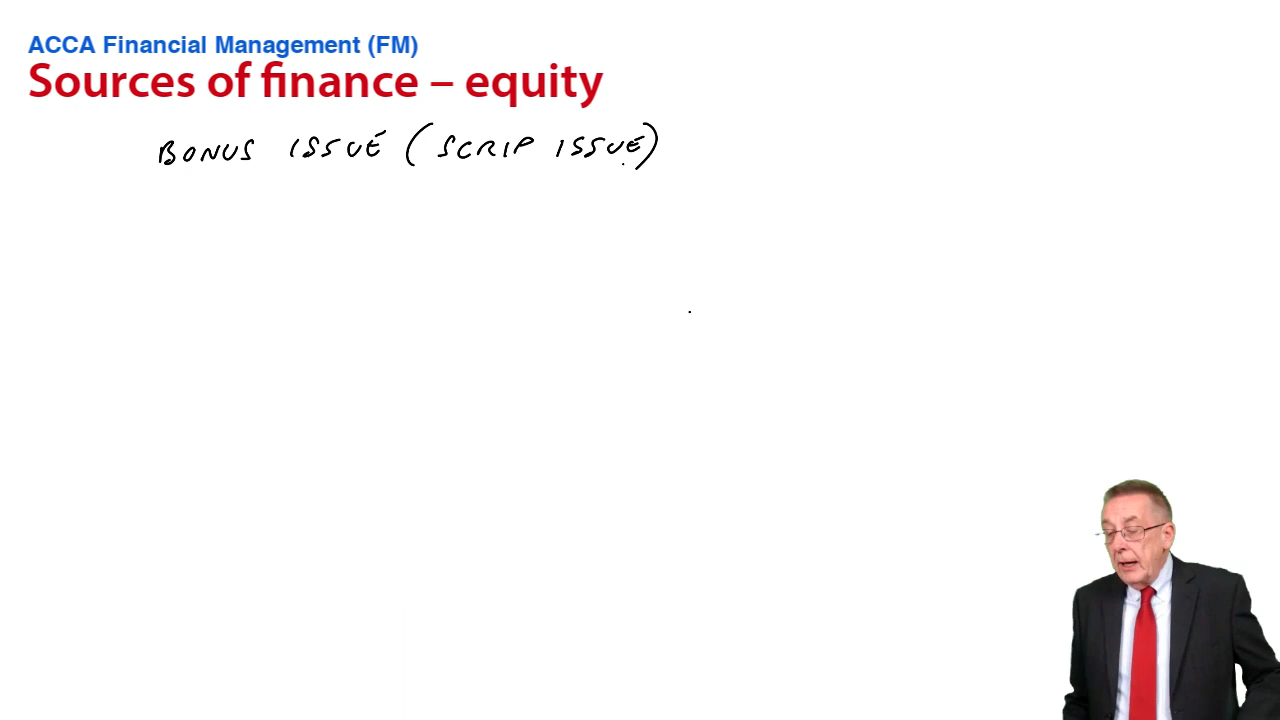 ACCA Financial Management (FM)
Sources of finance – equity
BONUS ISSUE (SCRIP ISSUE)